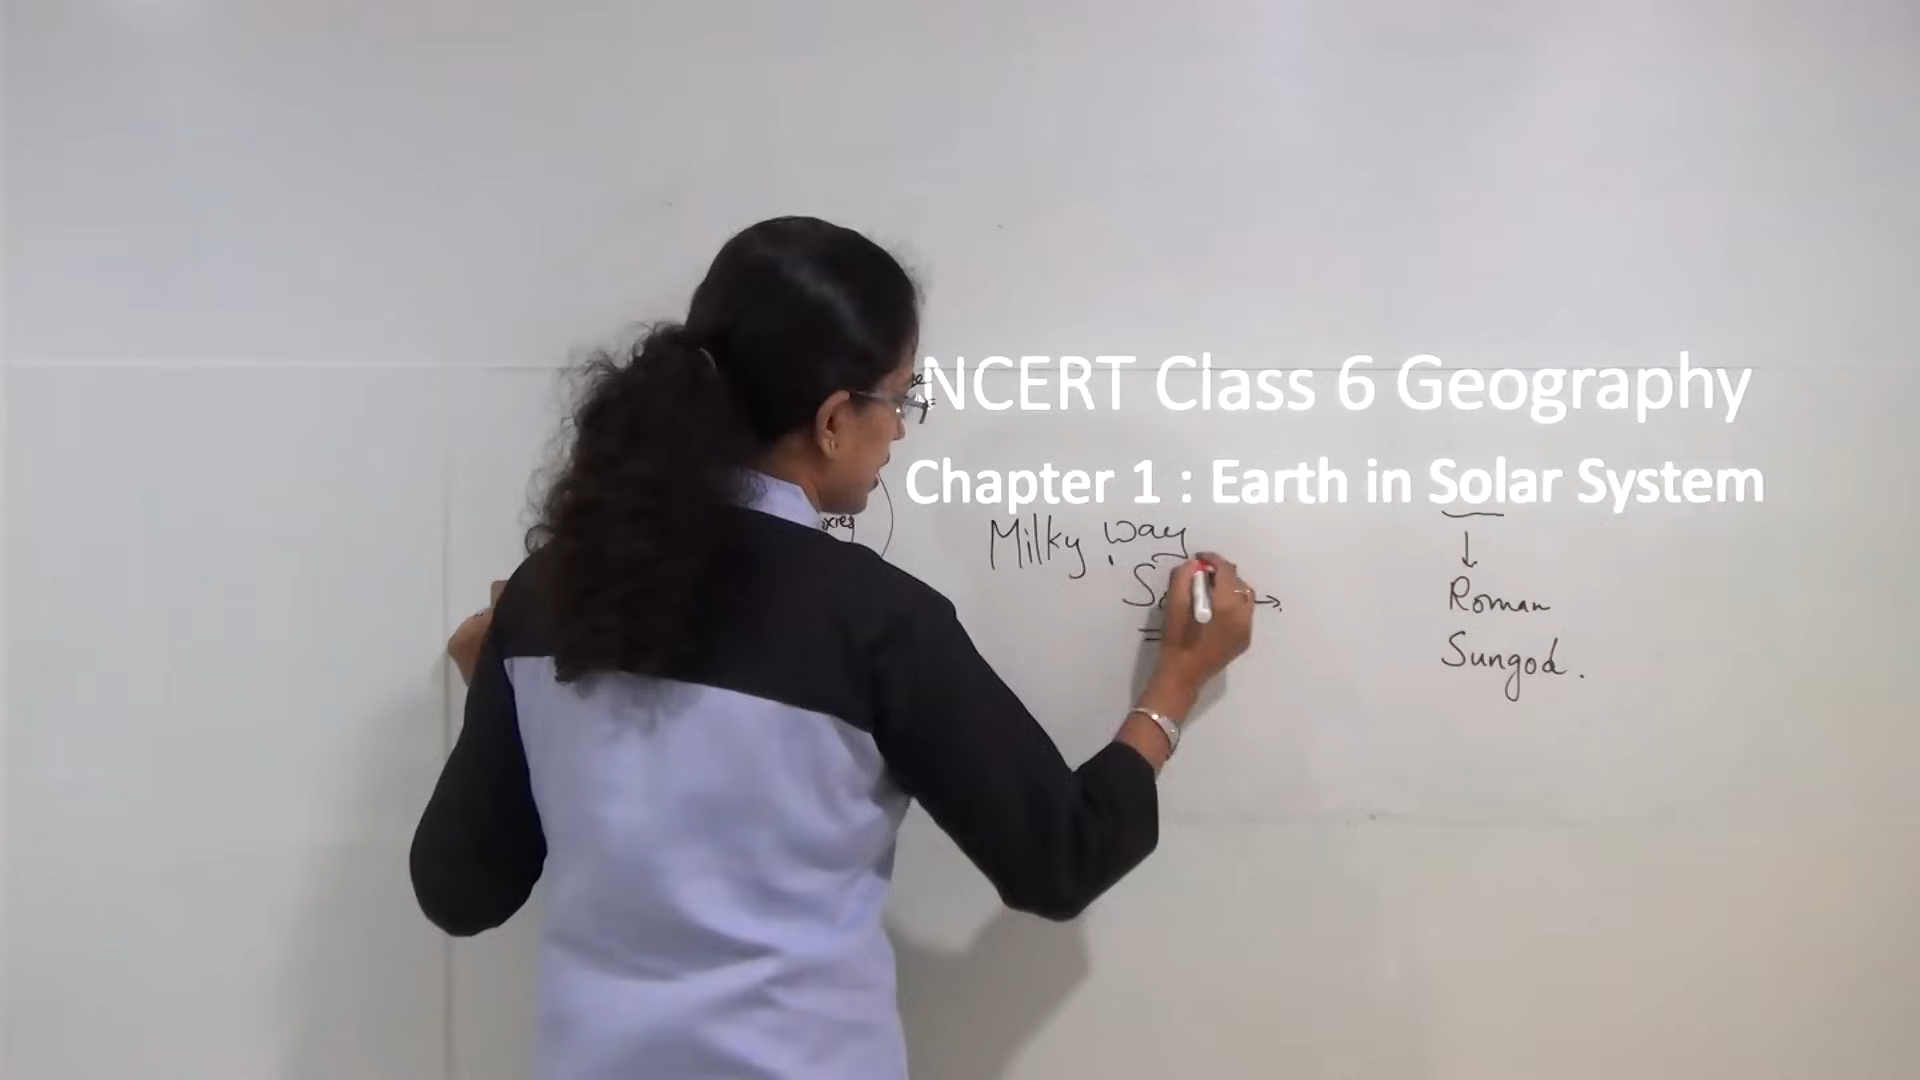 NCERT Class 6 Geography
Chapter 1 : Earth in Solar System
Milky Way
Roman
Sungod.